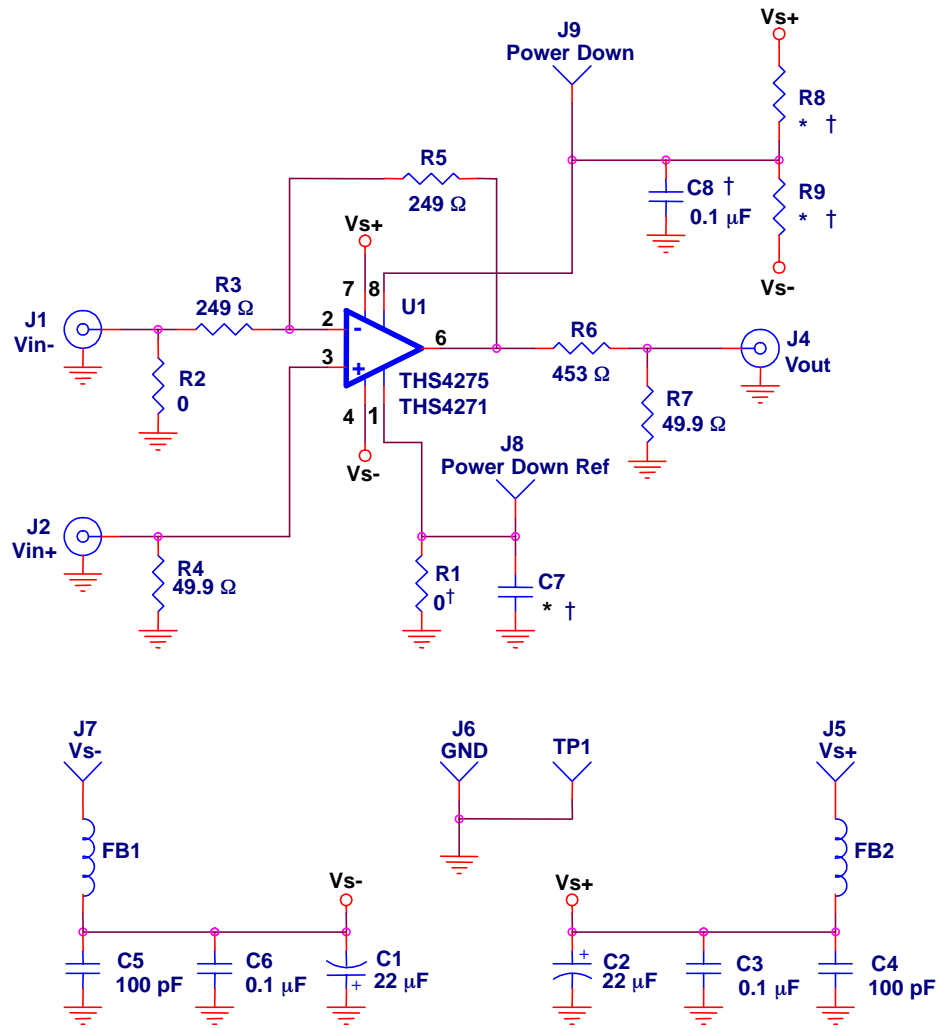 J9
Power Down
Vs+
R8
* †
R5
249 Ω
C8 †
0.1 µF
R9
* †
Vs+
Vs-
R3
249 Ω
7
8
U1
J1
Vin-
2
-
6
R6
453 Ω
J4
Vout
R2
0
3
+
THS4275
THS4271
R7
49.9 Ω
4
1
Vs-
J8
Power Down Ref
J2
Vin+
R4
49.9 Ω
R1
0†
C7
* †
J7
Vs-
J6
GND
TP1
J5
Vs+
FB1
FB2
Vs-
Vs+
C5
100 pF
C6
0.1 µF
C1
22 µF
+
+
C2
22 µF
C3
0.1 µF
C4
100 pF